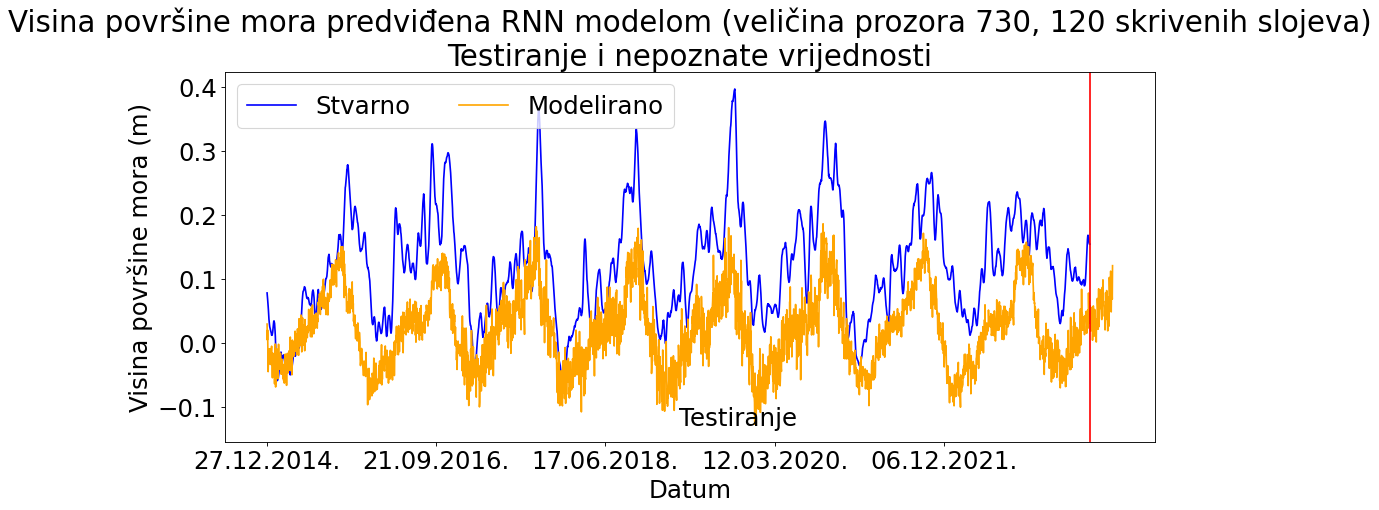 Visina površine mora predviđena RNN modelom (veličina prozora 730, 120 skrivenih slojeva)
Testiranje i nepoznate vrijednosti
Stvarno Modelirano
0.4
0.3
0.2
0.1
0.0
−0.1
Visina površine mora (m)
Testiranje
27.12.2014. 21.09.2016. 17.06.2018. 12.03.2020. 06.12.2021.
Datum